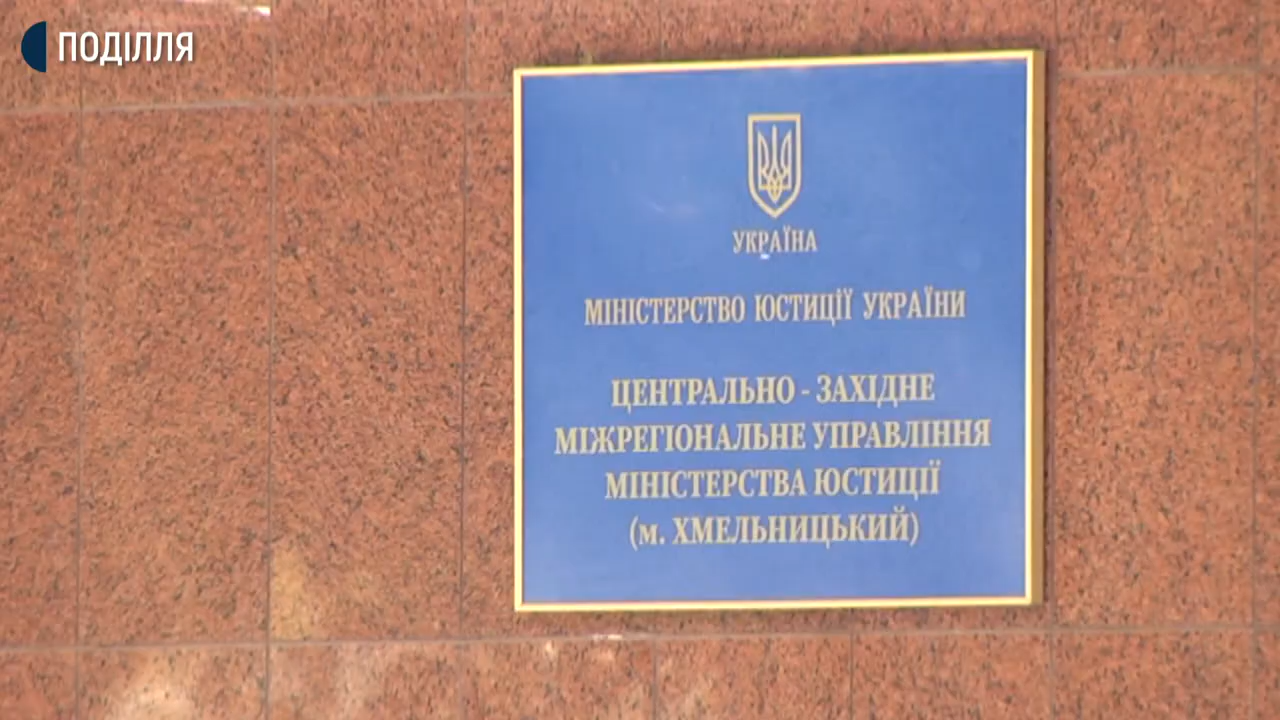 ПОДІЛЛЯ
УКРАЇНА
МІНІСТЕРСТВО ЮСТИЦІЇ УКРАЇНИ
ЦЕНТРАЛЬНО - ЗАХІДНЕ
МІЖРЕГІОНАЛЬНЕ УПРАВЛІННЯ
МІНІСТЕРСТВА ЮСТИЦІЇ
(м. ХМЕЛЬНИЦЬКИЙ)